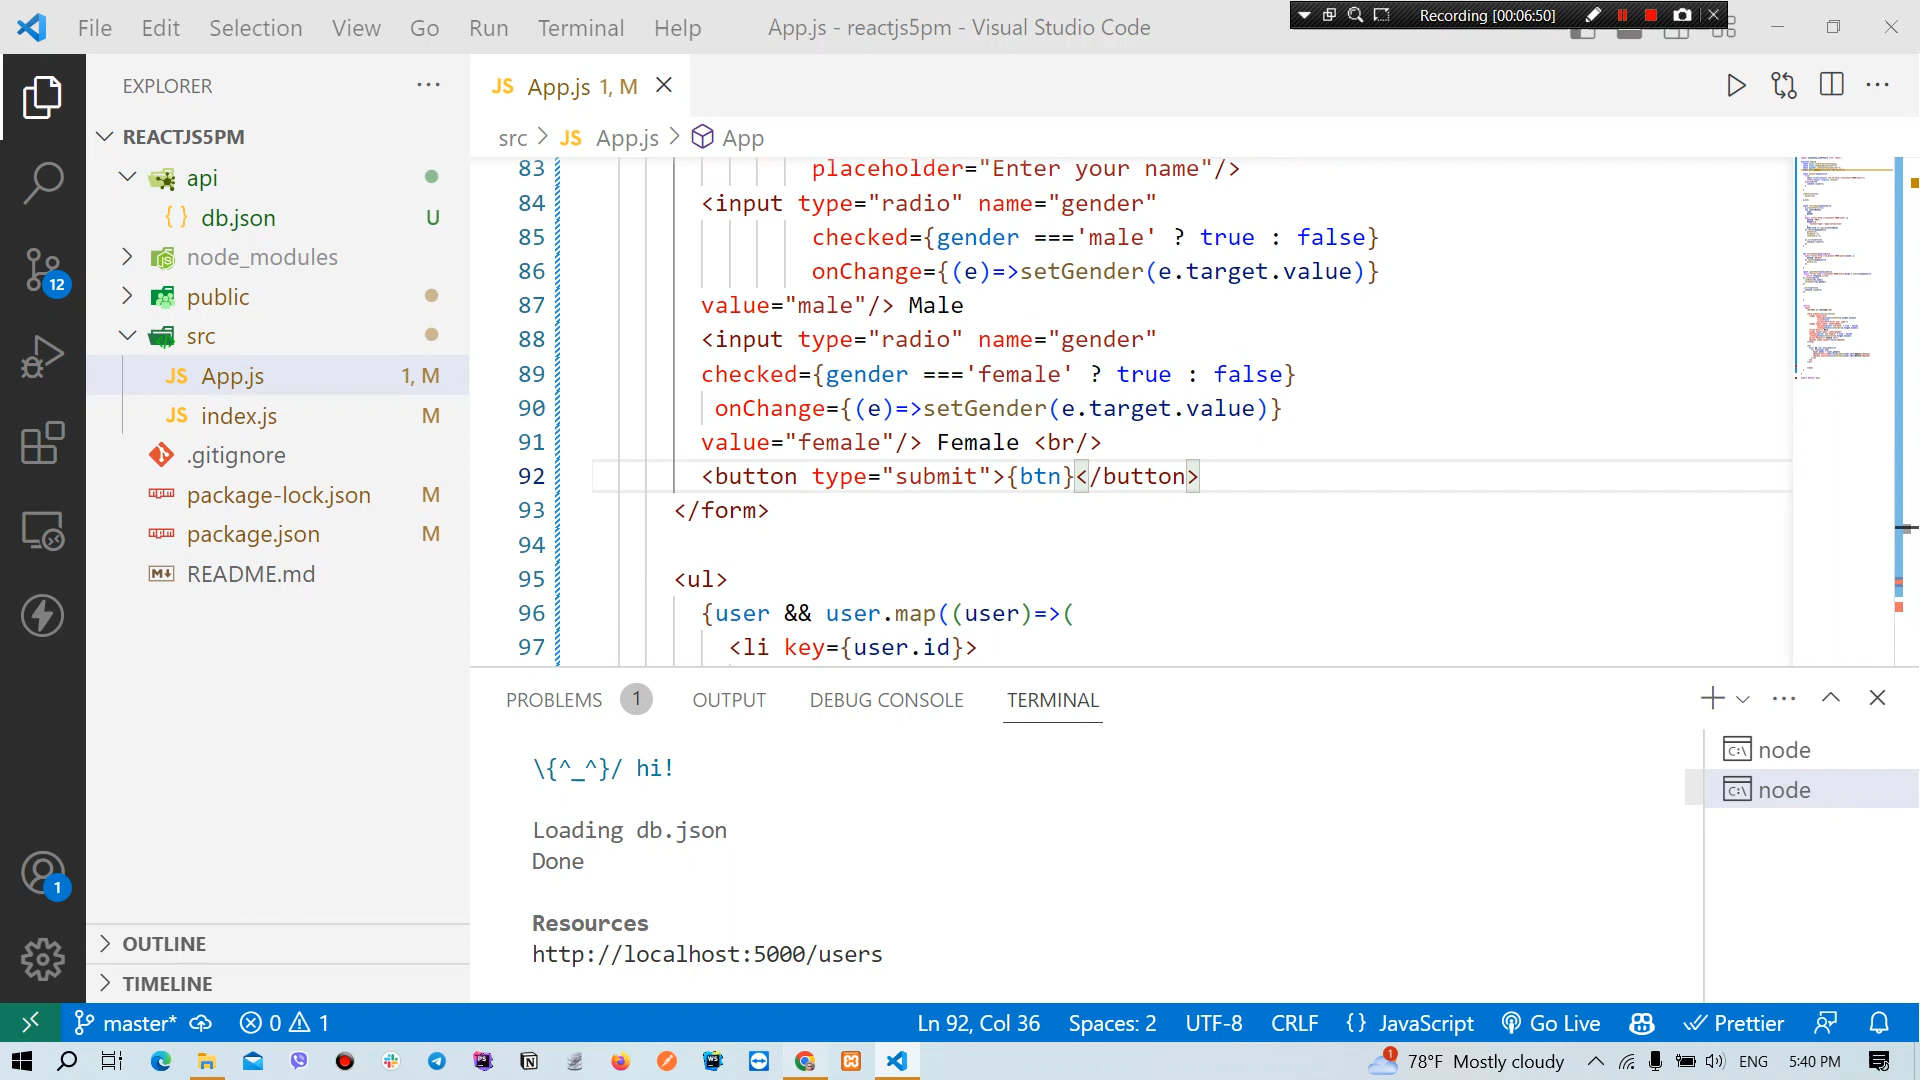 File Edit Selection View Go Run Terminal Help App.js - reactjs5pm - Visual Studio Code Recording [00:06:50]
EXPLORER
JS App.js 1, M
REACTJS5PM
src JS App.js App
api
{ } db.json U
node_modules
public
src
JS App.js 1, M
JS index.js M
.gitignore
package-lock.json M
package.json M
README.md
OUTLINE
TIMELINE
12
1
83 placeholder="Enter your name"/>
84 <input type="radio" name="gender"
85 checked={gender ==='male' ? true : false}
86 onChange={(e)=>setGender(e.target.value)}
87 value="male"/> Male
88 <input type="radio" name="gender"
89 checked={gender ==='female' ? true : false}
90 onChange={(e)=>setGender(e.target.value)}
91 value="female"/> Female <br/>
92 <button type="submit">{btn}</button>
93 </form>
94
95 <ul>
96 {user && user.map((user)=>(
97 <li key={user.id}>
PROBLEMS 1 OUTPUT DEBUG CONSOLE TERMINAL
\{^_^}/ hi!
Loading db.json
Done
Resources
http://localhost:5000/users
node
node
master* 0 1 Ln 92, Col 36 Spaces: 2 UTF-8 CRLF { } JavaScript Go Live Prettier
1 78°F Mostly cloudy ENG 5:40 PM